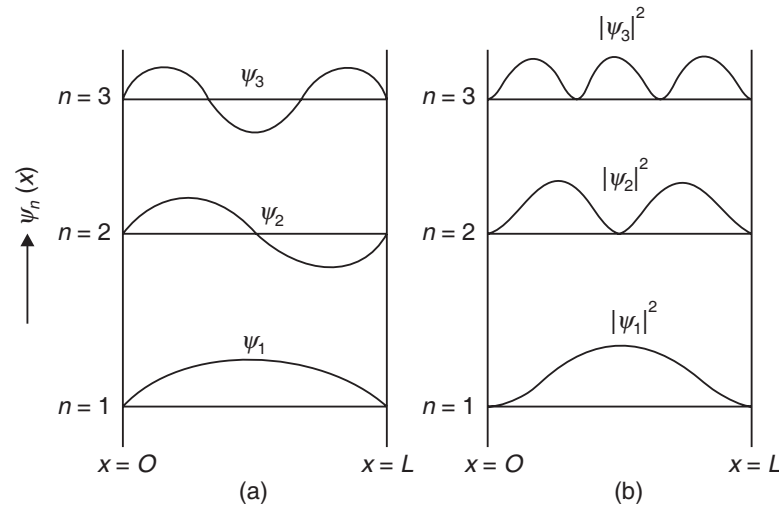 |ψ₃|²
n = 3 ψ₃ n = 3
ψₙ (x)
n = 2 ψ₂ n = 2 |ψ₂|²
n = 1 ψ₁ n = 1 |ψ₁|²
x = O x = L x = O x = L
(a) (b)